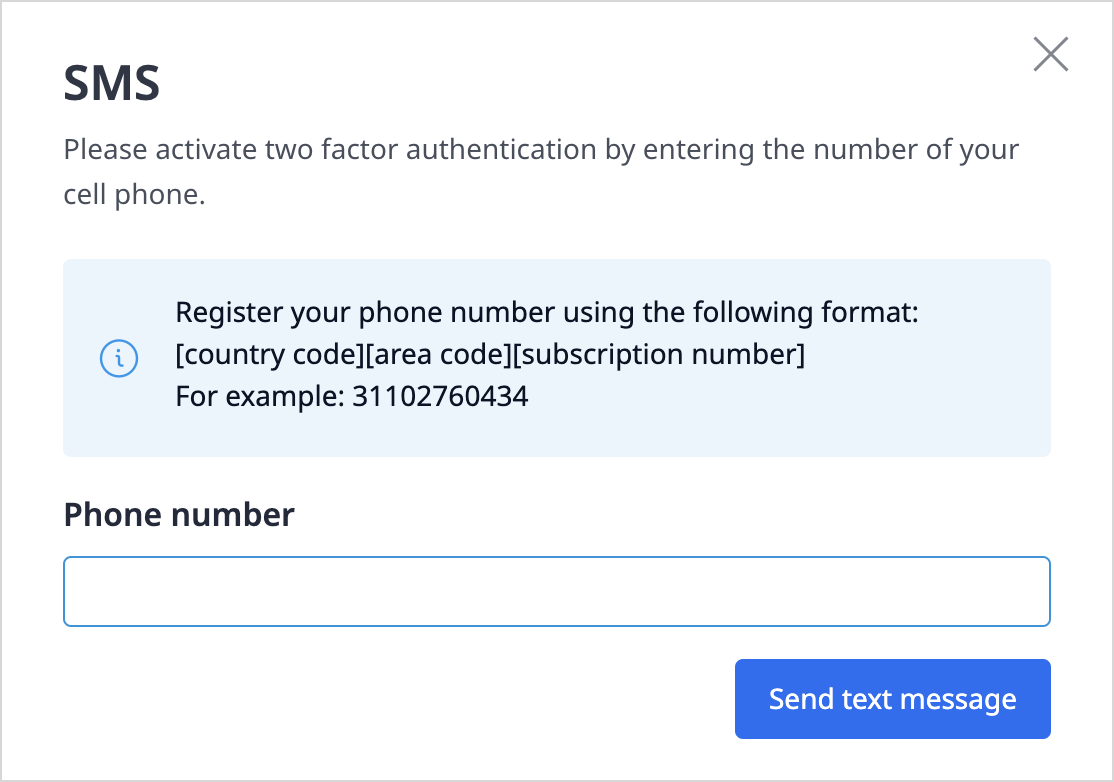 SMS
Please activate two factor authentication by entering the number of your
cell phone.
Register your phone number using the following format:
[country code][area code][subscription number]
For example: 31102760434
Phone number
Send text message